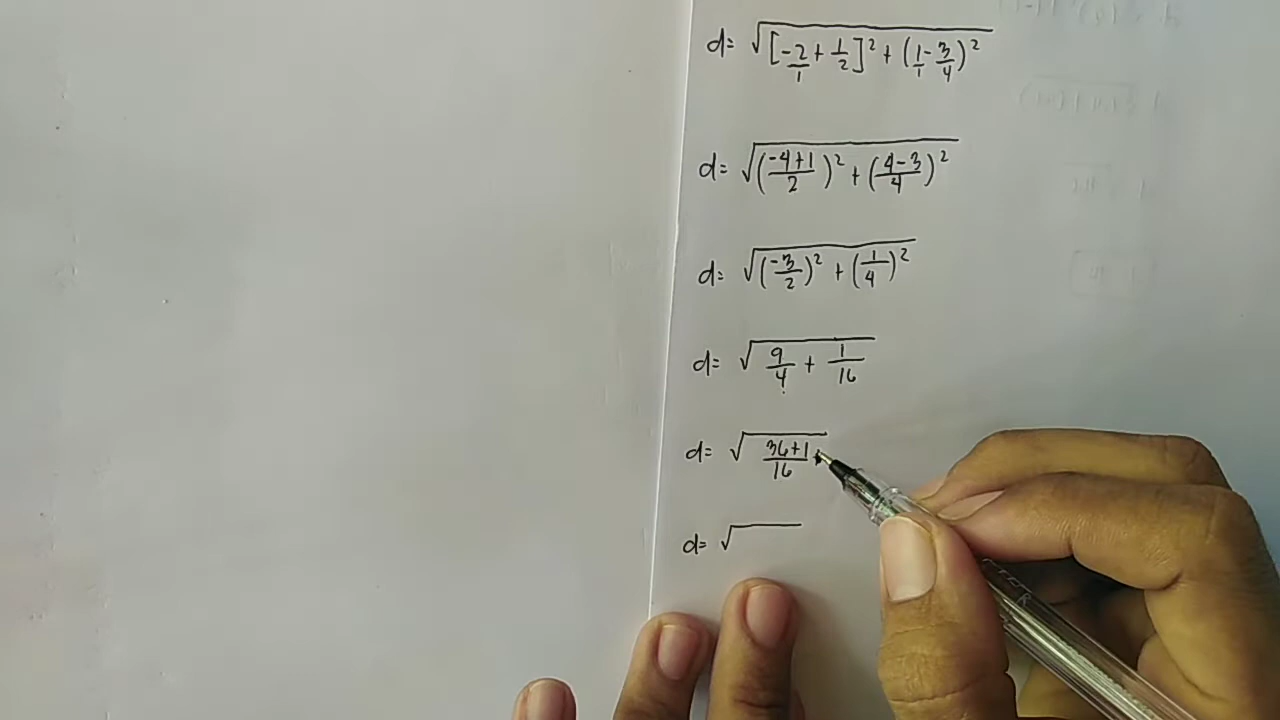 d= √[-2/1 + 1/2]² + (1/1 - 3/4)²
d= √(-4+1/2)² + (4-3/4)²
d= √(-3/2)² + (1/4)²
d= √9/4 + 1/16
d= √36+1/16
d= √